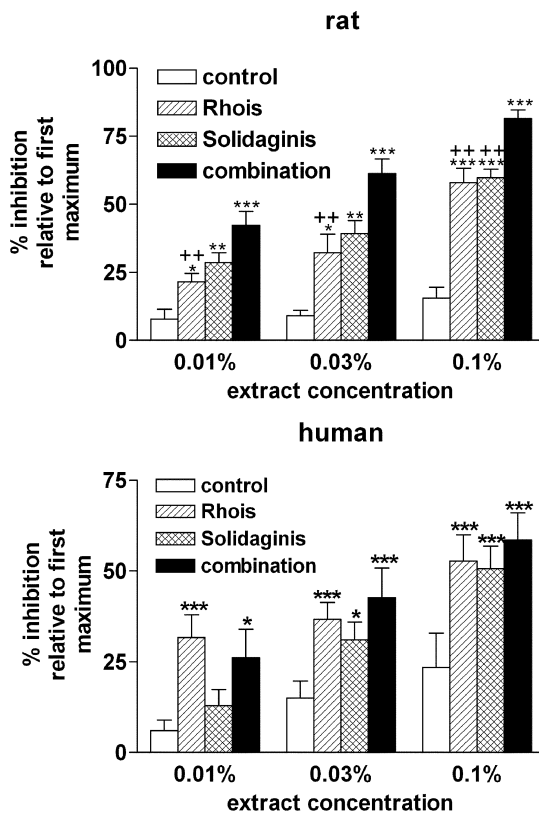 rat
% inhibition
relative to first
maximum
100
75
50
25
0
control
Rhois
Solidaginis
combination
++
*
**
***
++
*
**
***
++ ++
*** ***
***
0.01% 0.03% 0.1%
extract concentration
human
% inhibition
relative to first
maximum
75
50
25
0
control
Rhois
Solidaginis
combination
***
*
***
*
***
***
***
***
0.01% 0.03% 0.1%
extract concentration